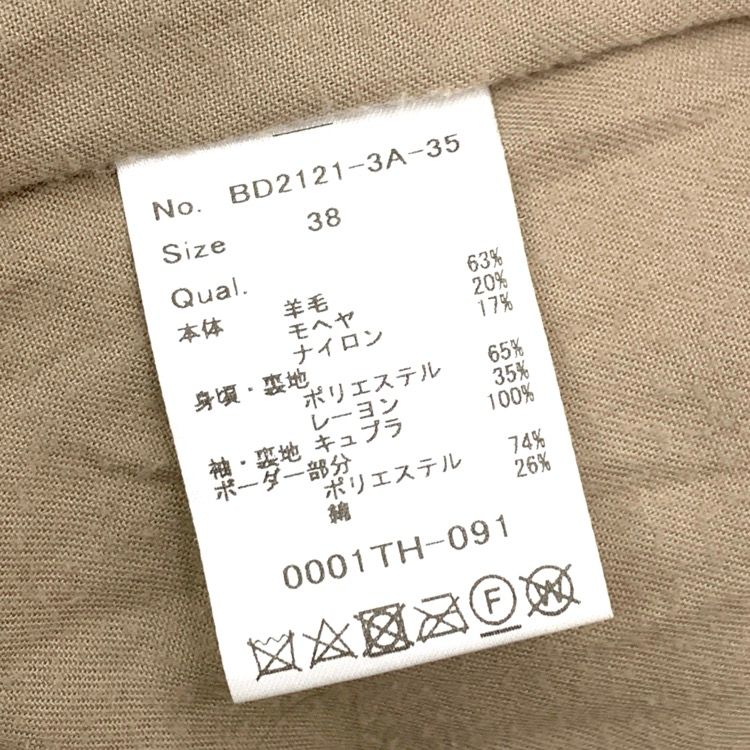 No. BD2121-3A-35
Size 38
Qual.
本体 羊毛 63%
モヘヤ 20%
ナイロン 17%
身頃・裏地 ポリエステル 65%
レーヨン 35%
袖・裏地 キュプラ 100%
ボーダー部分 ポリエステル 74%
綿 26%
0001TH-091
F W